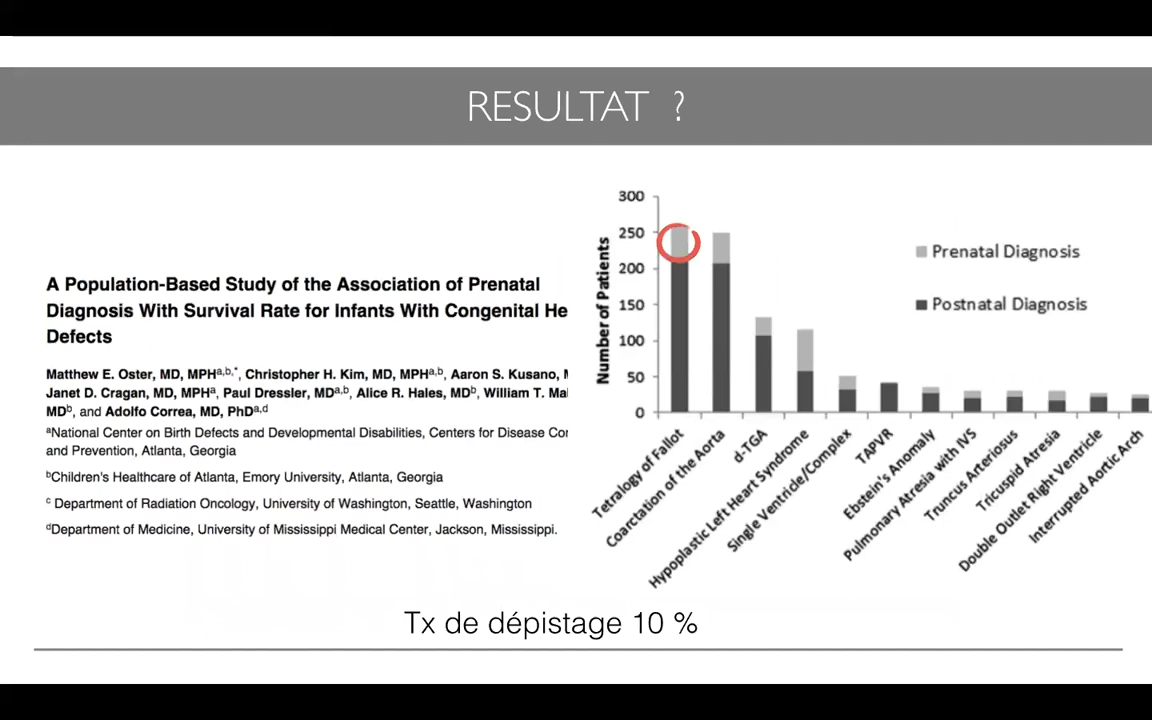 RESULTAT ?
A Population-Based Study of the Association of Prenatal
Diagnosis With Survival Rate for Infants With Congenital He
Defects
Matthew E. Oster, MD, MPHa,b,*, Christopher H. Kim, MD, MPHa,b, Aaron S. Kusano,
Janet D. Cragan, MD, MPHa, Paul Dressler, MDa,b, Alice R. Hales, MDb, William T. Ma
MDb, and Adolfo Correa, MD, PhDa,d
aNational Center on Birth Defects and Developmental Disabilities, Centers for Disease Co
and Prevention, Atlanta, Georgia
bChildren's Healthcare of Atlanta, Emory University, Atlanta, Georgia
c Department of Radiation Oncology, University of Washington, Seattle, Washington
dDepartment of Medicine, University of Mississippi Medical Center, Jackson, Mississippi.
Number of Patients
300
250
200
150
100
50
0
Prenatal Diagnosis
Postnatal Diagnosis
Tetralogy of Fallot
Coarctation of the Aorta
d-TGA
Hypoplastic Left Heart Syndrome
Single Ventricle/Complex
TAPVR
Ebstein's Anomaly
Pulmonary Atresia with IVS
Truncus Arteriosus
Tricuspid Atresia
Double Outlet Right Ventricle
Interrupted Aortic Arch
Tx de dépistage 10 %